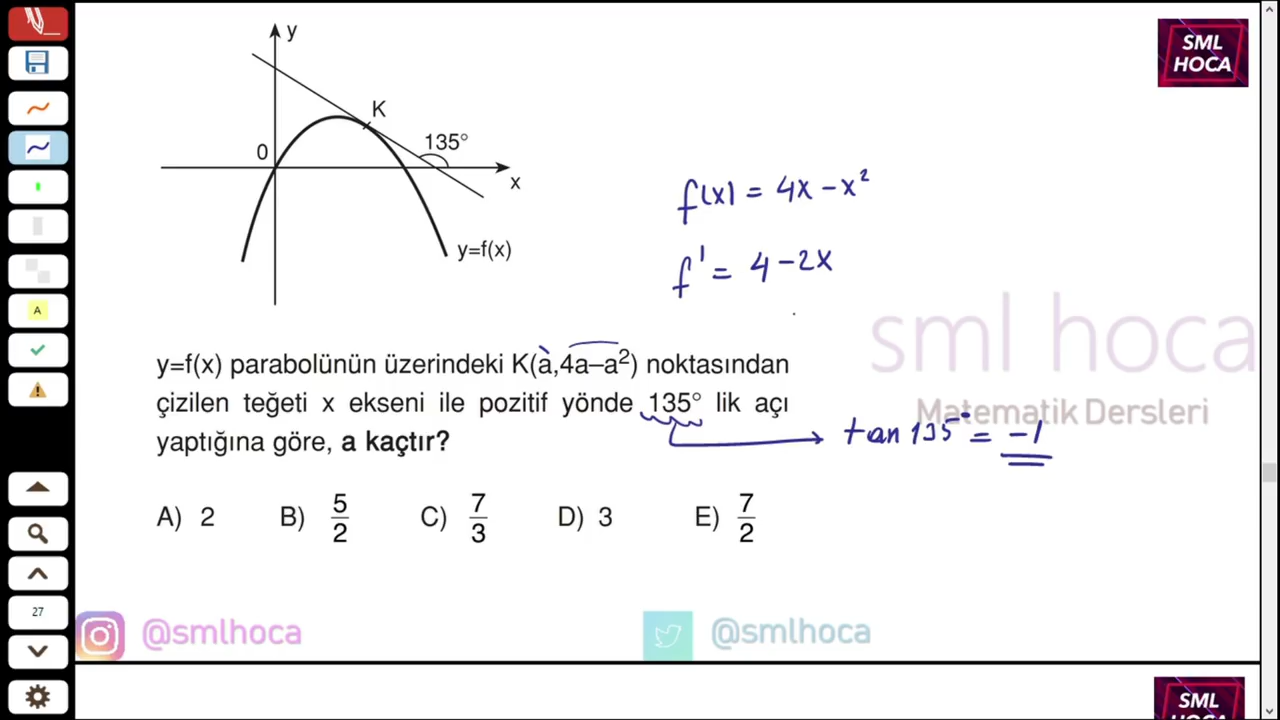 SML
HOCA
y
K
135°
0
x
y=f(x)
f(x) = 4x - x²
f' = 4 - 2x
sml hoca
Matematik Dersleri
y=f(x) parabolünün üzerindeki K(a,4a–a²) noktasından
çizilen teğeti x ekseni ile pozitif yönde 135° lik açı
yaptığına göre, a kaçtır?
tan 135° = -1
A) 2 B) 5/2 C) 7/3 D) 3 E) 7/2
A
27
@smlhoca @smlhoca
SML
HOCA